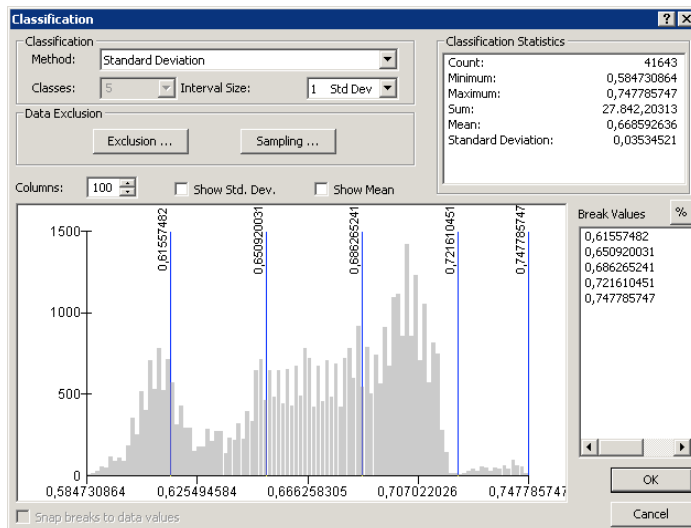 Classification
Classification
Method: Standard Deviation
Classes: 5 Interval Size: 1 Std Dev
Data Exclusion
Exclusion ... Sampling ...
Classification Statistics
Count: 41643
Minimum: 0,584730864
Maximum: 0,747785747
Sum: 27.842,20313
Mean: 0,668592636
Standard Deviation: 0,03534521
Columns: 100 Show Std. Dev. Show Mean
Break Values %
0,61557482
0,650920031
0,686265241
0,721610451
0,747785747
1500
1000
500
0
0,61557482
0,650920031
0,686265241
0,721610451
0,747785747
0,584730864 0,625494584 0,666258305 0,707022026 0,747785747
Snap breaks to data values
OK
Cancel